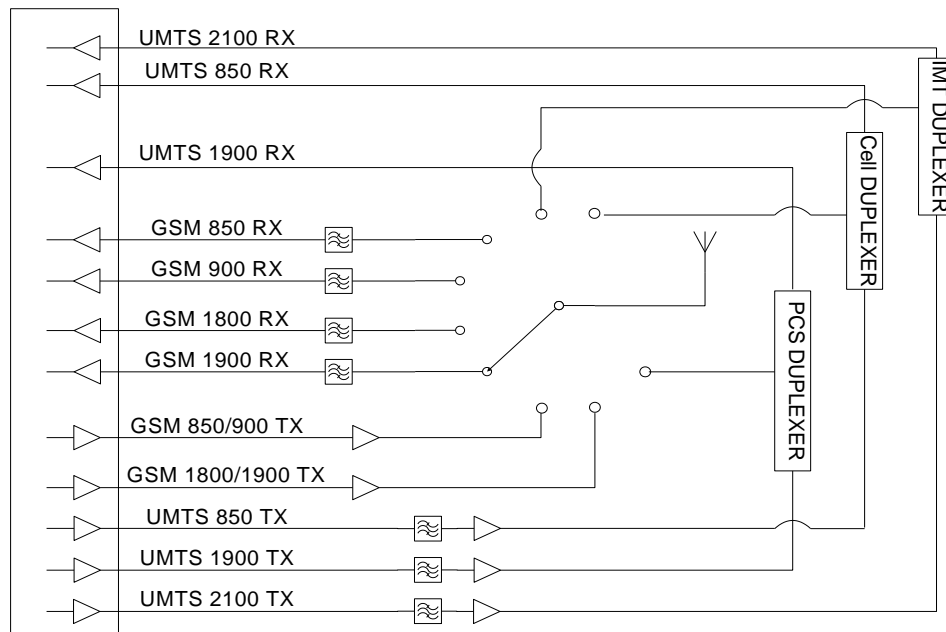 UMTS 2100 RX
UMTS 850 RX
UMTS 1900 RX
GSM 850 RX
GSM 900 RX
GSM 1800 RX
GSM 1900 RX
GSM 850/900 TX
GSM 1800/1900 TX
UMTS 850 TX
UMTS 1900 TX
UMTS 2100 TX
PCS DUPLEXER
Cell DUPLEXER
IMT DUPLEXER